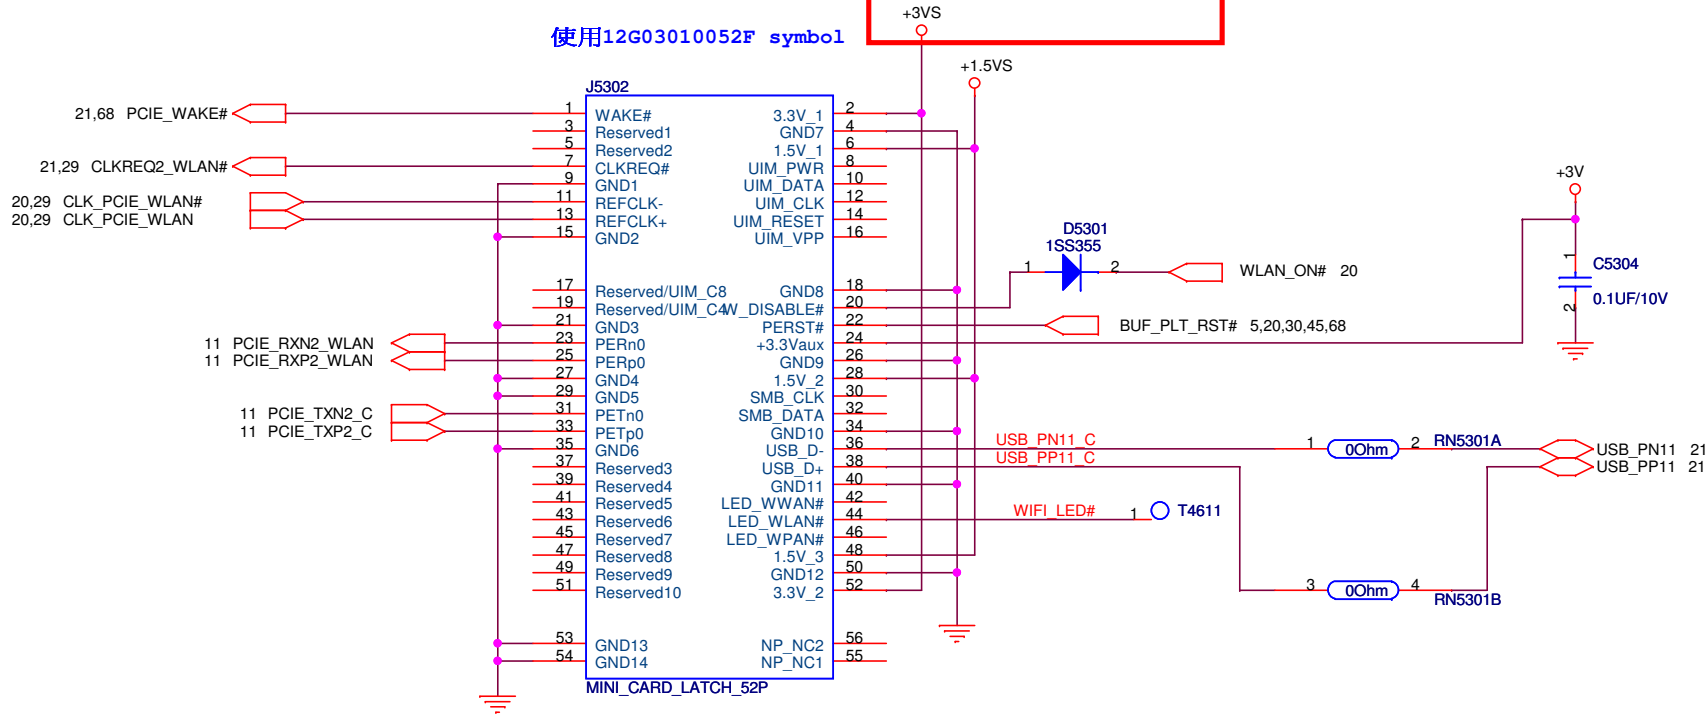 +3VS
使用12G03010052F symbol
+1.5VS
J5302
21,68 PCIE_WAKE#
1 WAKE# 3.3V_1 2
3 Reserved1 GND7 4
5 Reserved2 1.5V_1 6
21,29 CLKREQ2_WLAN# 7 CLKREQ# UIM_PWR 8
9 GND1 UIM_DATA 10
20,29 CLK_PCIE_WLAN# 11 REFCLK- UIM_CLK 12
20,29 CLK_PCIE_WLAN 13 REFCLK+ UIM_RESET 14
15 GND2 UIM_VPP 16
+3V
D5301
1SS355
1 2 WLAN_ON# 20
1 C5304
0.1UF/10V
2
17 Reserved/UIM_C8 GND8 18
19 Reserved/UIM_C4 W_DISABLE# 20
21 GND3 PERST# 22 BUF_PLT_RST# 5,20,30,45,68
11 PCIE_RXN2_WLAN 23 PERn0 +3.3Vaux 24
11 PCIE_RXP2_WLAN 25 PERp0 GND9 26
27 GND4 1.5V_2 28
29 GND5 SMB_CLK 30
11 PCIE_TXN2_C 31 PETn0 SMB_DATA 32
11 PCIE_TXP2_C 33 PETp0 GND10 34
35 GND6 USB_D- 36 USB_PN11_C 1 0Ohm 2 RN5301A USB_PN11 21
37 Reserved3 USB_D+ 38 USB_PP11_C USB_PP11 21
39 Reserved4 GND11 40
41 Reserved5 LED_WWAN# 42
43 Reserved6 LED_WLAN# 44 WIFI_LED# 1 T4611
45 Reserved7 LED_WPAN# 46
47 Reserved8 1.5V_3 48
49 Reserved9 GND12 50
51 Reserved10 3.3V_2 52
3 0Ohm 4 RN5301B
53 GND13 NP_NC2 56
54 GND14 NP_NC1 55
MINI_CARD_LATCH_52P